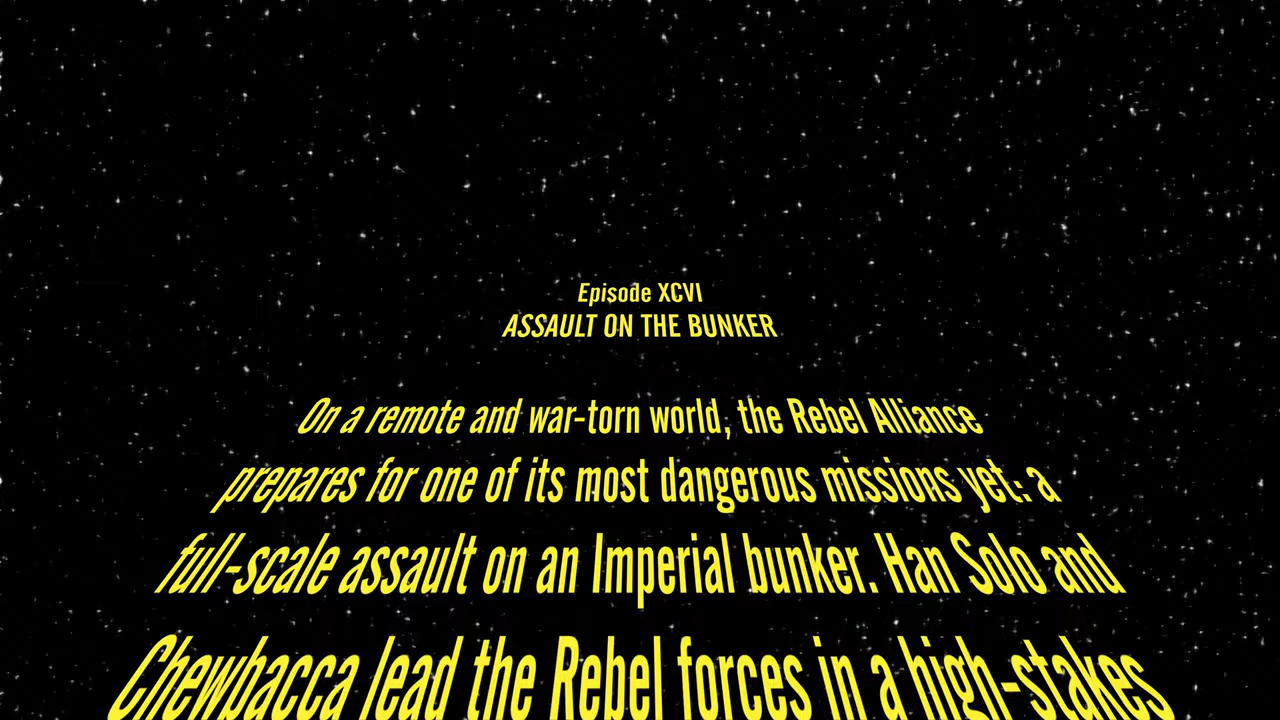 Episode XCVI
ASSAULT ON THE BUNKER
On a remote and war-torn world, the Rebel Alliance
prepares for one of its most dangerous missions yet: a
full-scale assault on an Imperial bunker. Han Solo and
Chewbacca lead the Rebel forces in a high-stakes